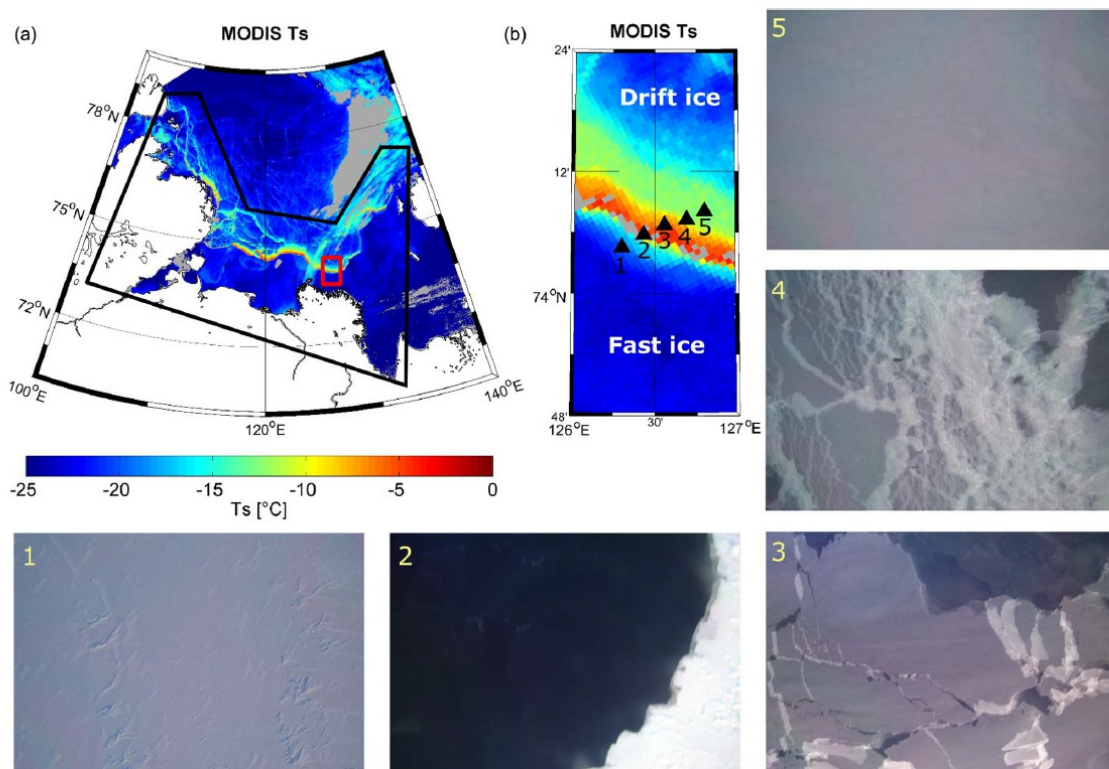 (a)
MODIS Ts
78°N
75°N
72°N
100°E
120°E
140°E
(b)
MODIS Ts
24'
12'
74°N
48'
126°E
30'
127°E
Drift ice
1
2
3
4
5
Fast ice
-25
-20
-15
-10
-5
0
Ts [°C]
5
4
1
2
3